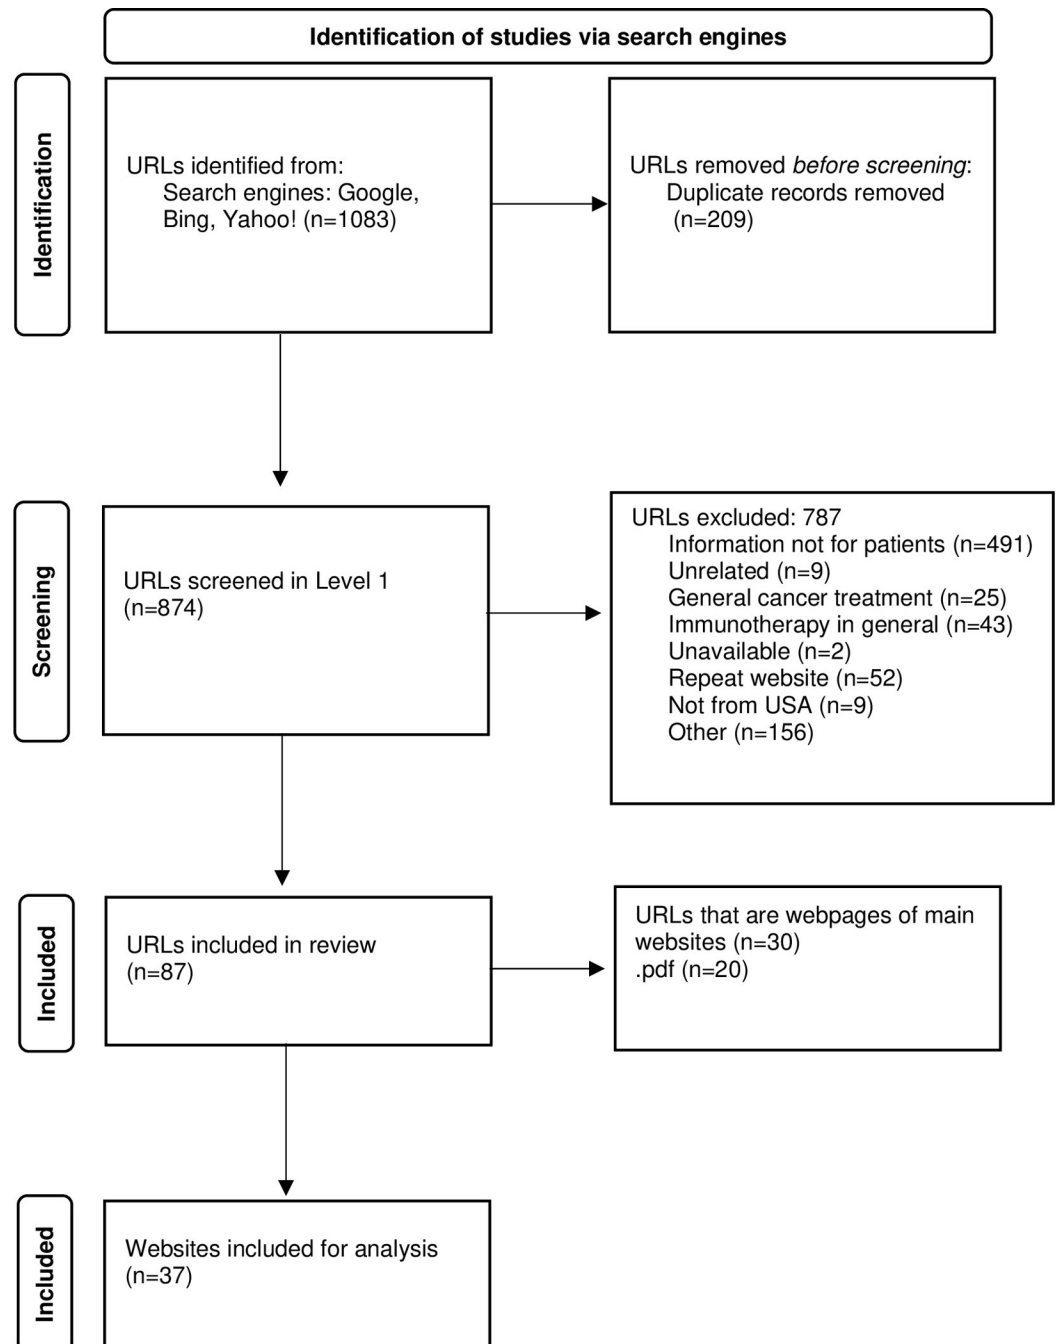 Identification of studies via search engines
Identification
URLs identified from:
Search engines: Google,
Bing, Yahoo! (n=1083)
URLs removed before screening:
Duplicate records removed
(n=209)
Screening
URLs screened in Level 1
(n=874)
URLs excluded: 787
Information not for patients (n=491)
Unrelated (n=9)
General cancer treatment (n=25)
Immunotherapy in general (n=43)
Unavailable (n=2)
Repeat website (n=52)
Not from USA (n=9)
Other (n=156)
Included
URLs included in review
(n=87)
URLs that are webpages of main
websites (n=30)
.pdf (n=20)
Included
Websites included for analysis
(n=37)